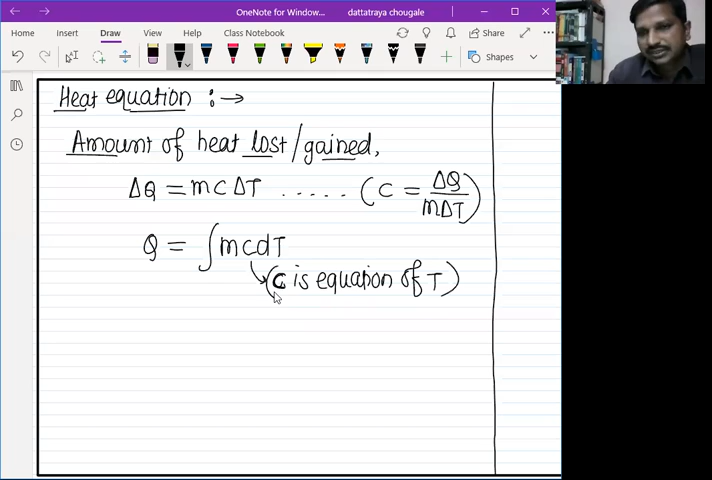 OneNote for Window...
dattatraya chougale
Home Insert Draw View Help Class Notebook Share
Shapes
Heat equation :→
Amount of heat lost/gained,
ΔQ = mCΔT ..... (C = ΔQ/mΔT)
Q = ∫mcdT
(C is equation of T)